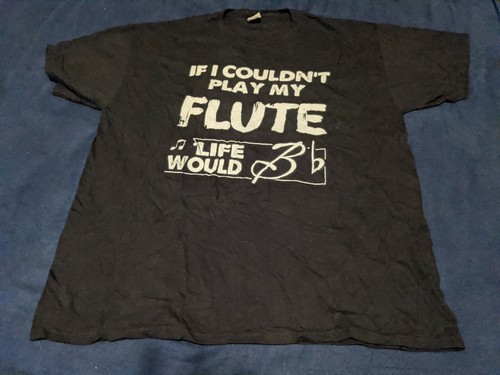 IF I COULDN'T
PLAY MY
FLUTE
♫ LIFE
WOULD B♭